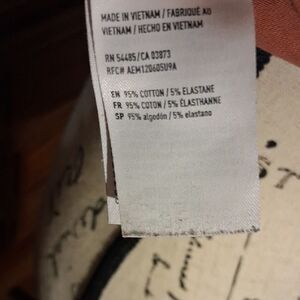 MADE IN VIETNAM / FABRIQUÉ AU
VIETNAM / HECHO EN VIETNAM
RN 54485/CA 03873
RFC# AEM120605U9A
EN 95% COTTON / 5% ELASTANE
FR 95% COTON / 5% ÉLASTHANNE
SP 95% algodón / 5% elastano